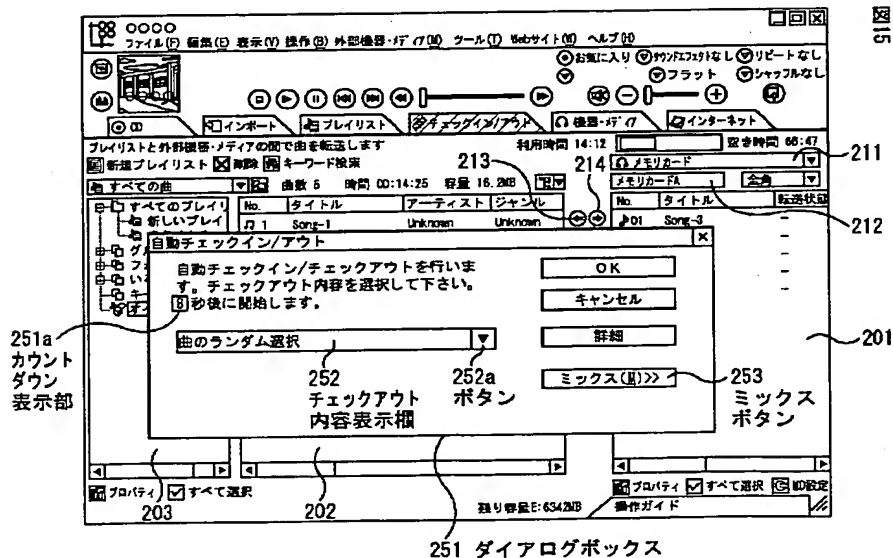 図15
○○○○
ファイル(F) 編集(E) 表示(V) 操作(B) 外部機器・メディア(M) ツール(T) Webサイト(W) ヘルプ(H)
お気に入り サウンドエフェクトなし リピートなし
フラット シャッフルなし
CD インポート プレイリスト チェックイン/アウト 機器・メディア インターネット
プレイリストと外部機器・メディアの間で曲を転送します 利用時間 14:12 空き時間 66:47
新規プレイリスト 削除 キーワード検索 213 214 メモリカード 211
すべての曲 曲数 5 時間 00:14:25 容量 16.2MB メモリカードA 全角 212
すべてのプレイリ No. タイトル アーティスト ジャンル No. タイトル 転送状態
新しいプレイ 1 Song-1 Unknown Unknown 01 Song-3
自動チェックイン/アウト
自動チェックイン/チェックアウトを行いま
す。チェックアウト内容を選択して下さい。
8秒後に開始します。
OK
キャンセル
詳細
ミックス(M)>>
曲のランダム選択
251a
カウント
ダウン
表示部
252
チェックアウト
内容表示欄
252a
ボタン
253
ミックス
ボタン
201
プロパティ すべて選択
203
202
プロパティ すべて選択 MD設定
残り容量E:6342MB 操作ガイド
251 ダイアログボックス